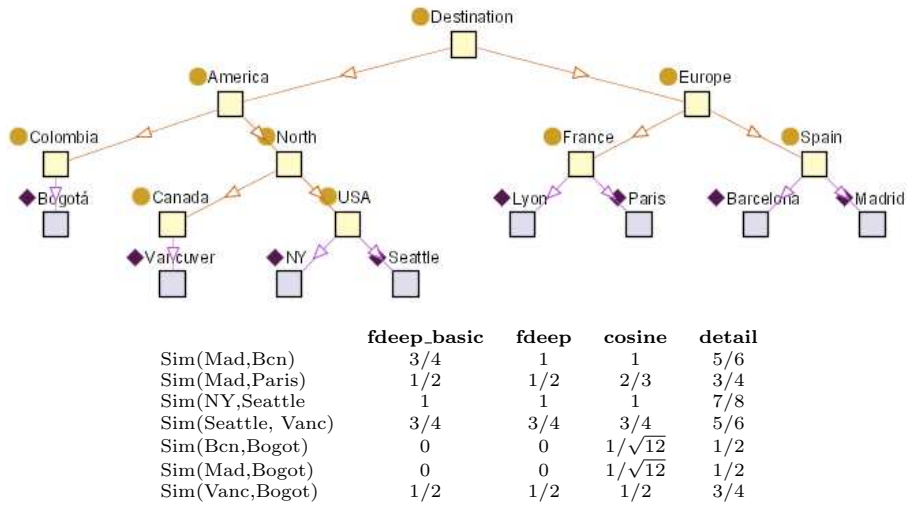 Destination
America Europe
Colombia North France Spain
Bogotá Canada USA Lyon Paris Barcelona Madrid
Vancuver NY Seattle
fdeep_basic fdeep cosine detail
Sim(Mad,Bcn) 3/4 1 1 5/6
Sim(Mad,Paris) 1/2 1/2 2/3 3/4
Sim(NY,Seattle 1 1 1 7/8
Sim(Seattle, Vanc) 3/4 3/4 3/4 5/6
Sim(Bcn,Bogot) 0 0 1/√12 1/2
Sim(Mad,Bogot) 0 0 1/√12 1/2
Sim(Vanc,Bogot) 1/2 1/2 1/2 3/4